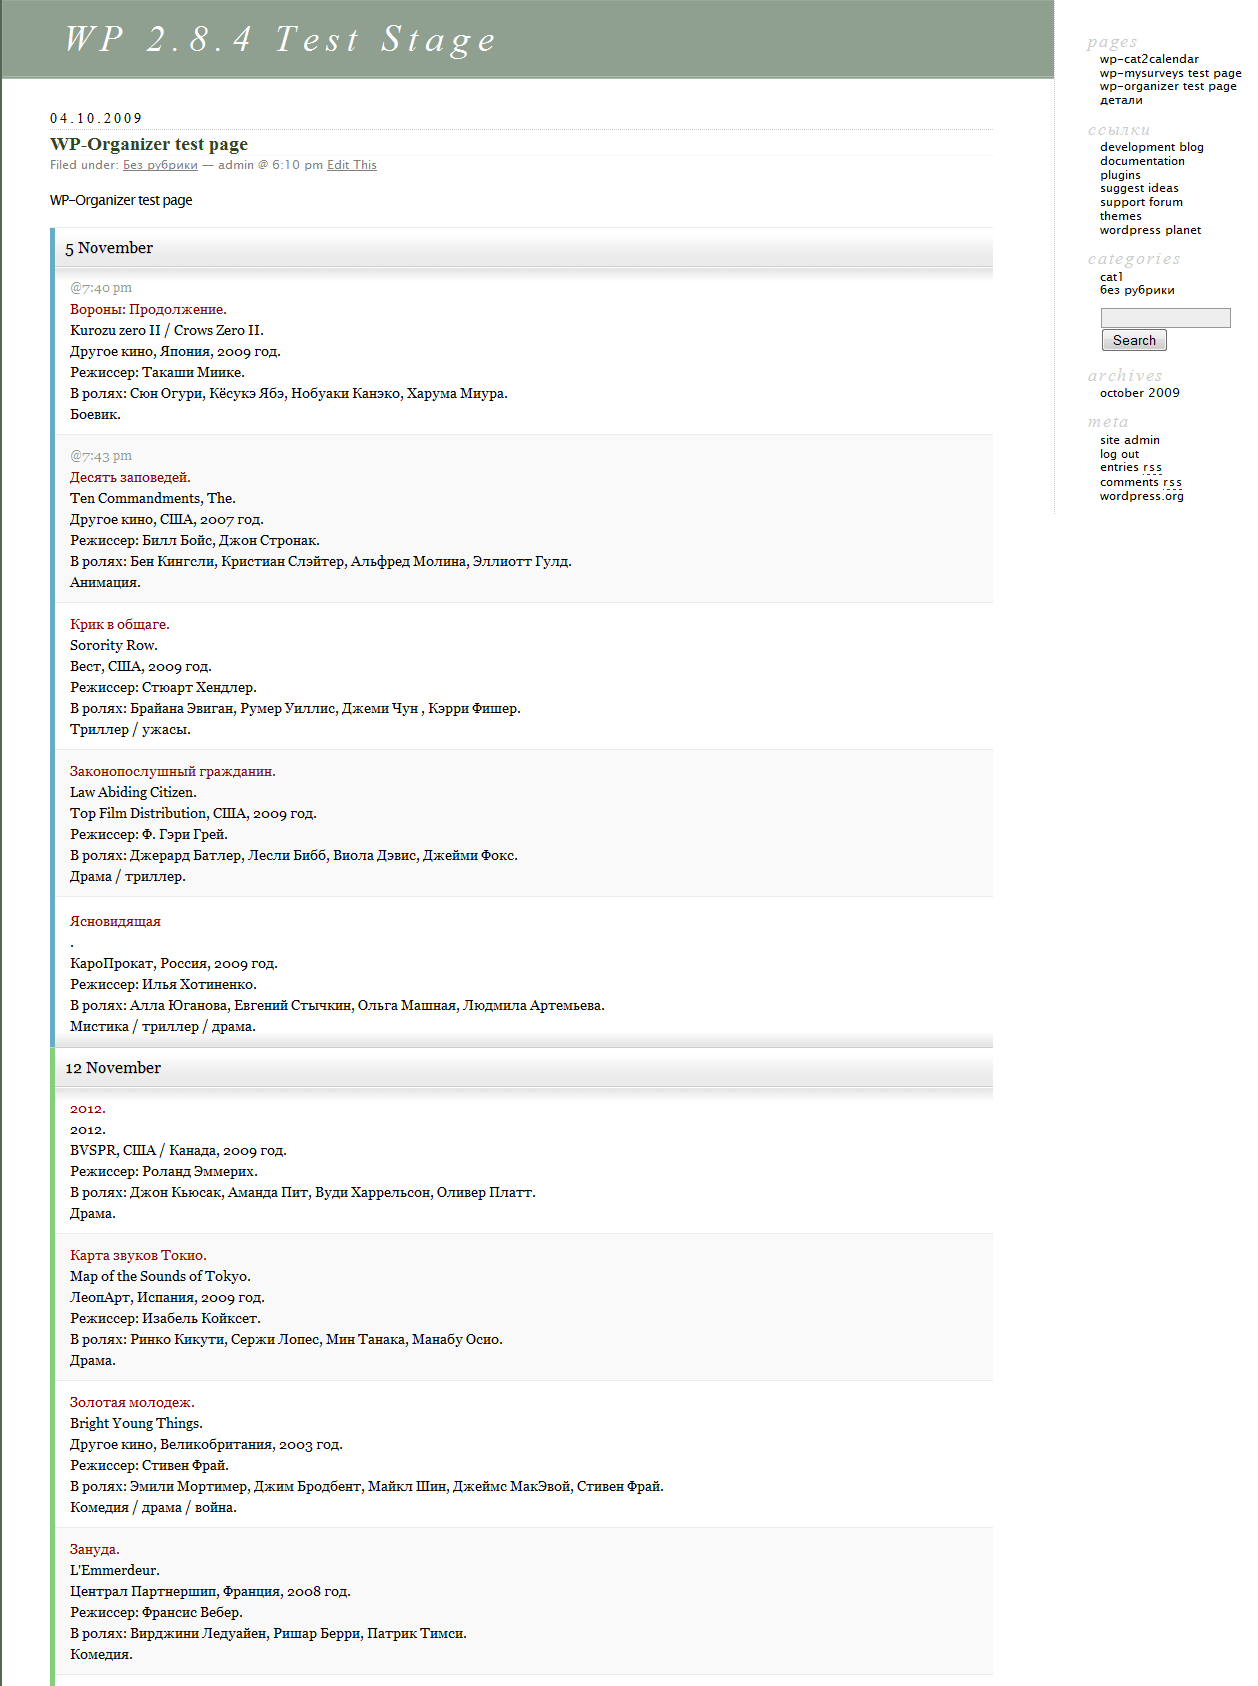 WP 2.8.4 Test Stage
04.10.2009
WP-Organizer test page
Filed under: Без рубрики — admin @ 6:10 pm Edit This
WP-Organizer test page
5 November
@7:40 pm
Вороны: Продолжение.
Kurozu zero II / Crows Zero II.
Другое кино, Япония, 2009 год.
Режиссер: Такаши Миике.
В ролях: Сюн Огури, Кёсукэ Ябэ, Нобуаки Канэко, Харума Миура.
Боевик.
@7:43 pm
Десять заповедей.
Ten Commandments, The.
Другое кино, США, 2007 год.
Режиссер: Билл Бойс, Джон Стронак.
В ролях: Бен Кингсли, Кристиан Слэйтер, Альфред Молина, Эллиотт Гулд.
Анимация.
Крик в общаге.
Sorority Row.
Вест, США, 2009 год.
Режиссер: Стюарт Хендлер.
В ролях: Брайана Эвиган, Румер Уиллис, Джеми Чун , Кэрри Фишер.
Триллер / ужасы.
Законопослушный гражданин.
Law Abiding Citizen.
Top Film Distribution, США, 2009 год.
Режиссер: Ф. Гэри Грей.
В ролях: Джерард Батлер, Лесли Бибб, Виола Дэвис, Джейми Фокс.
Драма / триллер.
Ясновидящая
.
КароПрокат, Россия, 2009 год.
Режиссер: Илья Хотиненко.
В ролях: Алла Юганова, Евгений Стычкин, Ольга Машная, Людмила Артемьева.
Мистика / триллер / драма.
12 November
2012.
2012.
BVSPR, США / Канада, 2009 год.
Режиссер: Роланд Эммерих.
В ролях: Джон Кьюсак, Аманда Пит, Вуди Харрельсон, Оливер Платт.
Драма.
Карта звуков Токио.
Map of the Sounds of Tokyo.
ЛеопАрт, Испания, 2009 год.
Режиссер: Изабель Койксет.
В ролях: Ринко Кикути, Сержи Лопес, Мин Танака, Манабу Осио.
Драма.
Золотая молодеж.
Bright Young Things.
Другое кино, Великобритания, 2003 год.
Режиссер: Стивен Фрай.
В ролях: Эмили Мортимер, Джим Бродбент, Майкл Шин, Джеймс МакЭвой, Стивен Фрай.
Комедия / драма / война.
Зануда.
L'Emmerdeur.
Централ Партнершип, Франция, 2008 год.
Режиссер: Франсис Вебер.
В ролях: Вирджини Ледуайен, Ришар Берри, Патрик Тимси.
Комедия.
pages
wp-cat2calendar
wp-mysurveys test page
wp-organizer test page
детали
ссылки
development blog
documentation
plugins
suggest ideas
support forum
themes
wordpress planet
categories
cat1
без рубрики
Search
archives
october 2009
meta
site admin
log out
entries rss
comments rss
wordpress.org